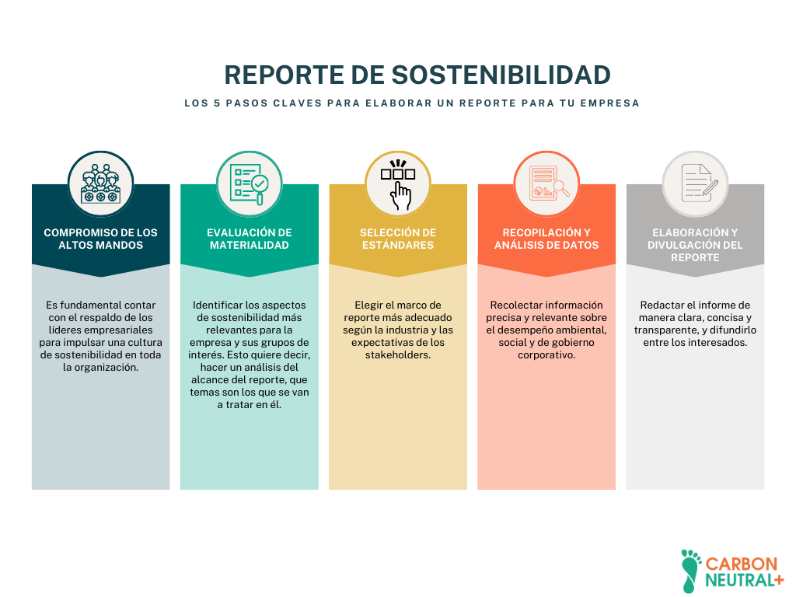 REPORTE DE SOSTENIBILIDAD
LOS 5 PASOS CLAVES PARA ELABORAR UN REPORTE PARA TU EMPRESA
COMPROMISO DE LOS
ALTOS MANDOS
Es fundamental contar
con el respaldo de los
líderes empresariales
para impulsar una cultura
de sostenibilidad en toda
la organización.
EVALUACIÓN DE
MATERIALIDAD
Identificar los aspectos
de sostenibilidad más
relevantes para la
empresa y sus grupos de
interés. Esto quiere decir,
hacer un análisis del
alcance del reporte, que
temas son los que se van
a tratar en él.
SELECCIÓN DE
ESTÁNDARES
Elegir el marco de
reporte más adecuado
según la industria y las
expectativas de los
stakeholders.
RECOPILACIÓN Y
ANÁLISIS DE DATOS
Recolectar información
precisa y relevante sobre
el desempeño ambiental,
social y de gobierno
corporativo.
ELABORACIÓN Y
DIVULGACIÓN DEL
REPORTE
Redactar el informe de
manera clara, concisa y
transparente, y difundirlo
entre los interesados.
CARBON
NEUTRAL+